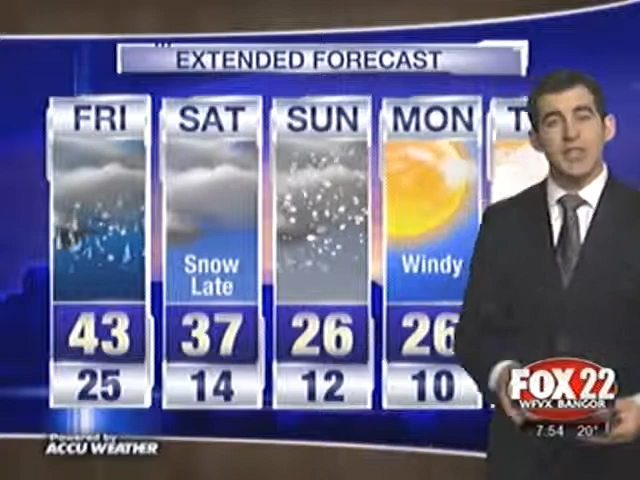 EXTENDED FORECAST
FRI SAT SUN MON T
Snow
Late
Windy
43 37 26 26
25 14 12 10
FOX 22
WFVX BANGOR
7:54 20°
Powered by
ACCU WEATHER